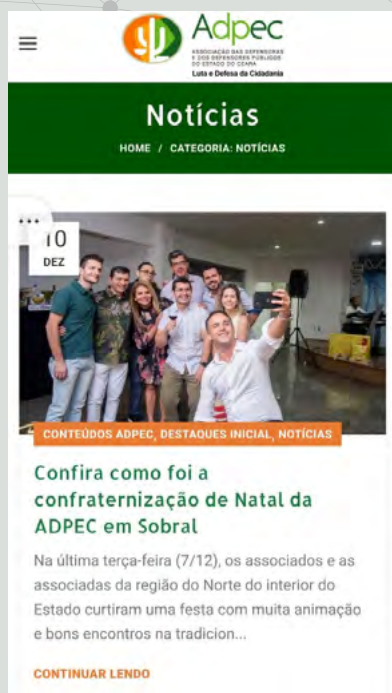 Adpec
ASSOCIAÇÃO DAS DEFENSORAS
E DOS DEFENSORES PÚBLICOS
DO ESTADO DO CEARÁ
Luta e Defesa da Cidadania
Notícias
HOME / CATEGORIA: NOTÍCIAS
10
DEZ
CONTEÚDOS ADPEC, DESTAQUES INICIAL, NOTÍCIAS
Confira como foi a
confraternização de Natal da
ADPEC em Sobral
Na última terça-feira (7/12), os associados e as
associadas da região do Norte do interior do
Estado curtiram uma festa com muita animação
e bons encontros na tradicion...
CONTINUAR LENDO